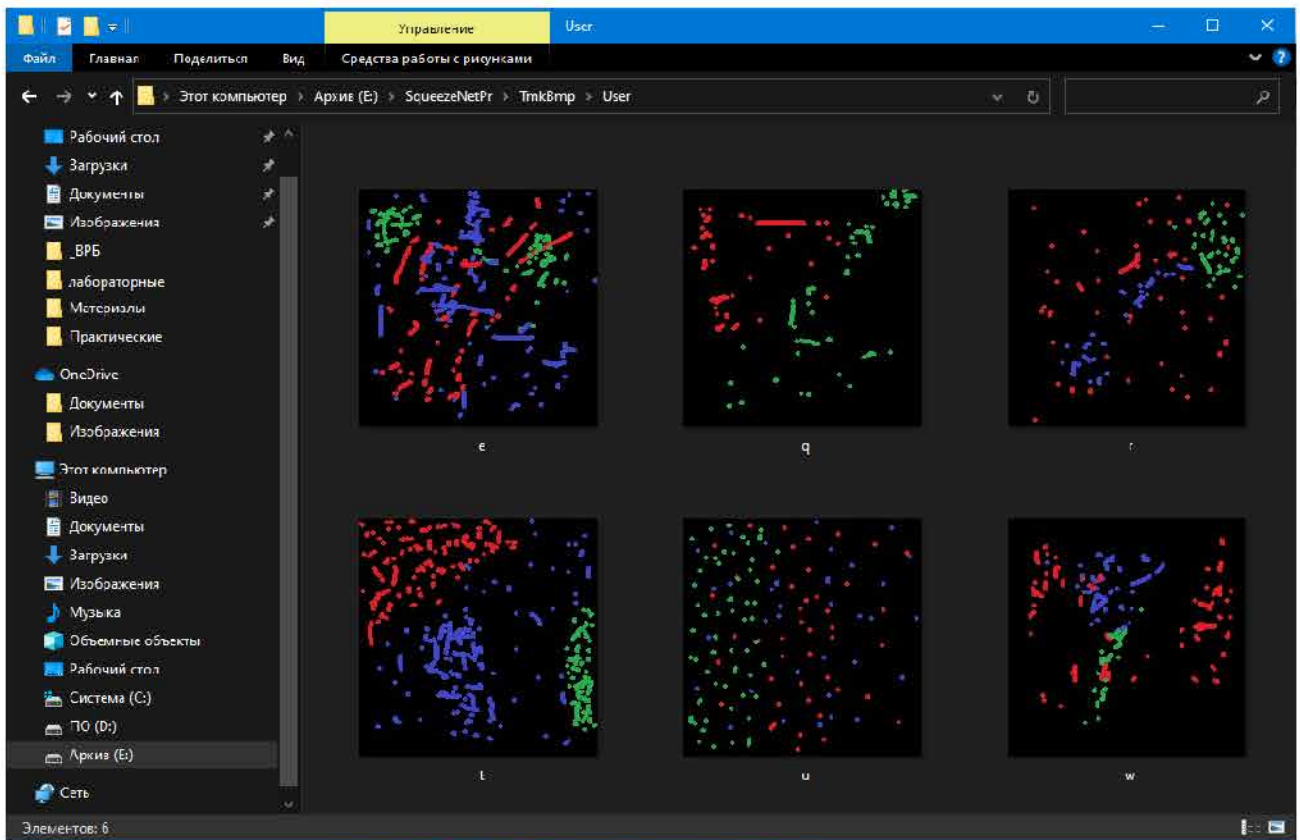 Управление
User
Файл Главная Поделиться Вид Средства работы с рисунками
Этот компьютер › Архив (E:) › SqueezeNetPr › TmkBmp › User
Рабочий стол
Загрузки
Документы
Изображения
_ВРБ
лабораторные
Материалы
Практические
OneDrive
Документы
Изображения
Этот компьютер
Видео
Документы
Загрузки
Изображения
Музыка
Объемные объекты
Рабочий стол
Система (C:)
ПО (D:)
Архив (E:)
Сеть
e q r
t u w
Элементов: 6